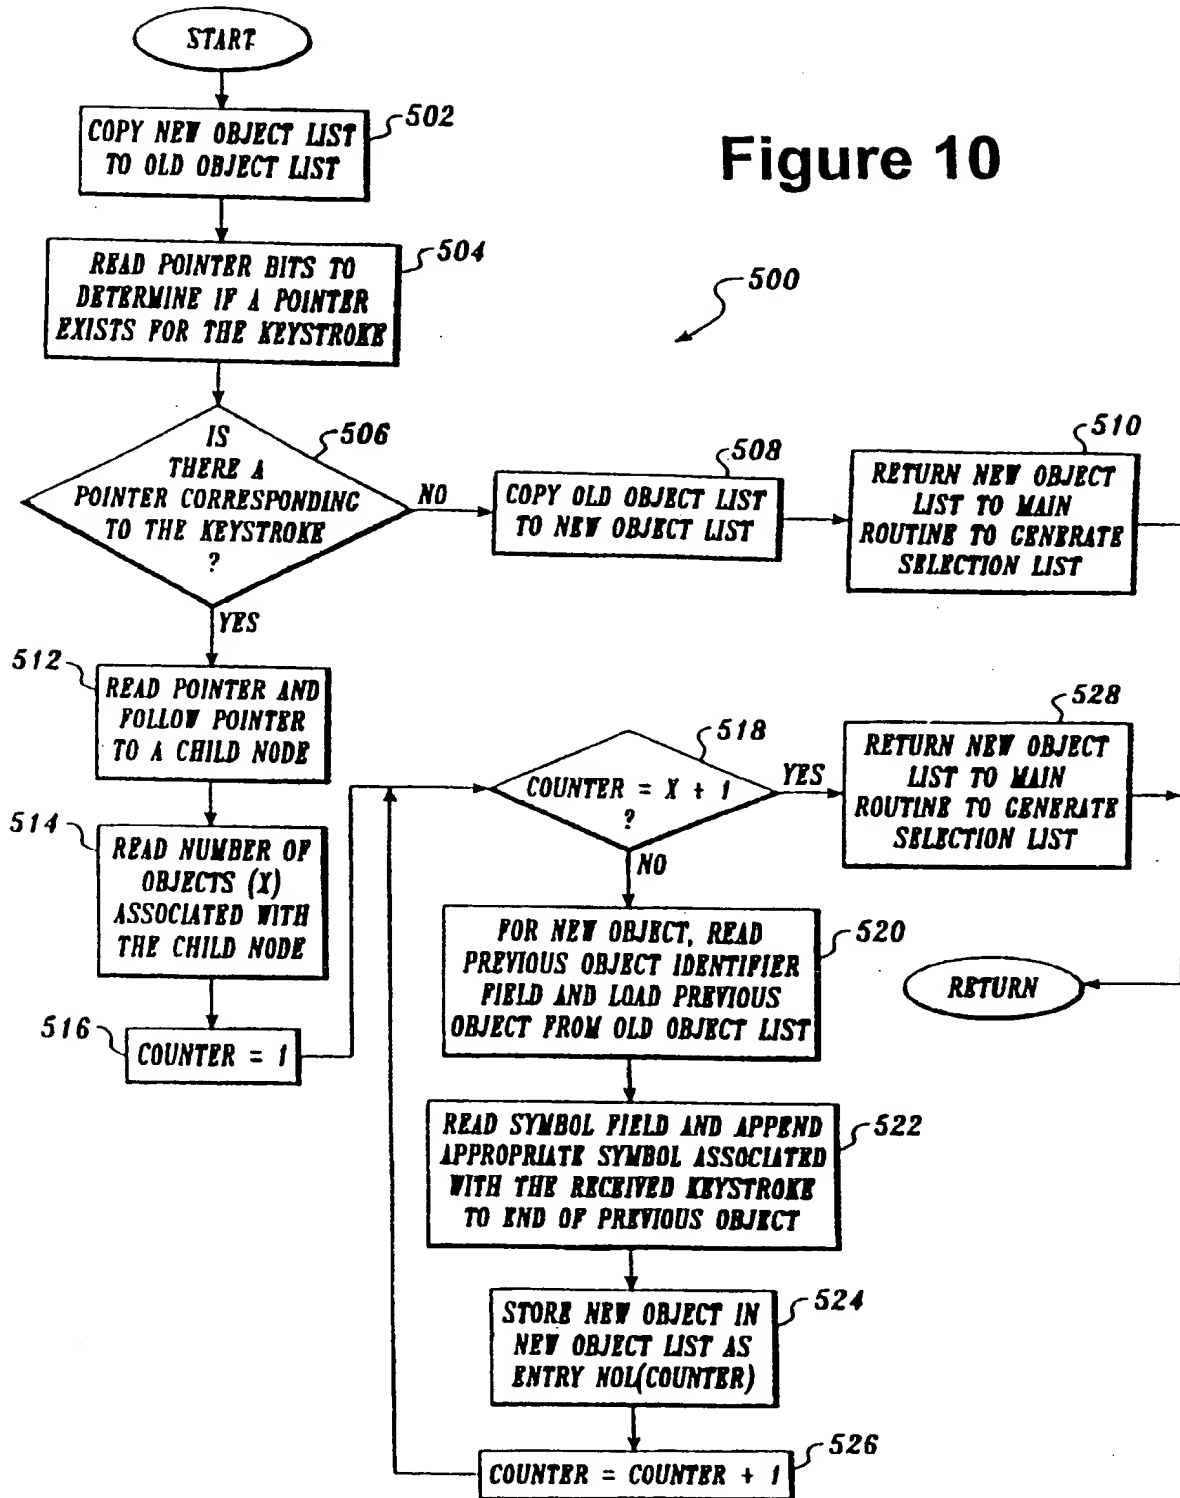 START
COPY NEW OBJECT LIST
TO OLD OBJECT LIST
502
Figure 10
READ POINTER BITS TO
DETERMINE IF A POINTER
EXISTS FOR THE KEYSTROKE
504
500
IS
THERE A
POINTER CORRESPONDING
TO THE KEYSTROKE
?
506
NO
YES
COPY OLD OBJECT LIST
TO NEW OBJECT LIST
508
RETURN NEW OBJECT
LIST TO MAIN
ROUTINE TO GENERATE
SELECTION LIST
510
512
READ POINTER AND
FOLLOW POINTER
TO A CHILD NODE
514
READ NUMBER OF
OBJECTS (X)
ASSOCIATED WITH
THE CHILD NODE
516
COUNTER = 1
518
COUNTER = X + 1
?
YES
NO
528
RETURN NEW OBJECT
LIST TO MAIN
ROUTINE TO GENERATE
SELECTION LIST
FOR NEW OBJECT, READ
PREVIOUS OBJECT IDENTIFIER
FIELD AND LOAD PREVIOUS
OBJECT FROM OLD OBJECT LIST
520
RETURN
READ SYMBOL FIELD AND APPEND
APPROPRIATE SYMBOL ASSOCIATED
WITH THE RECEIVED KEYSTROKE
TO END OF PREVIOUS OBJECT
522
STORE NEW OBJECT IN
NEW OBJECT LIST AS
ENTRY NOL(COUNTER)
524
COUNTER = COUNTER + 1
526